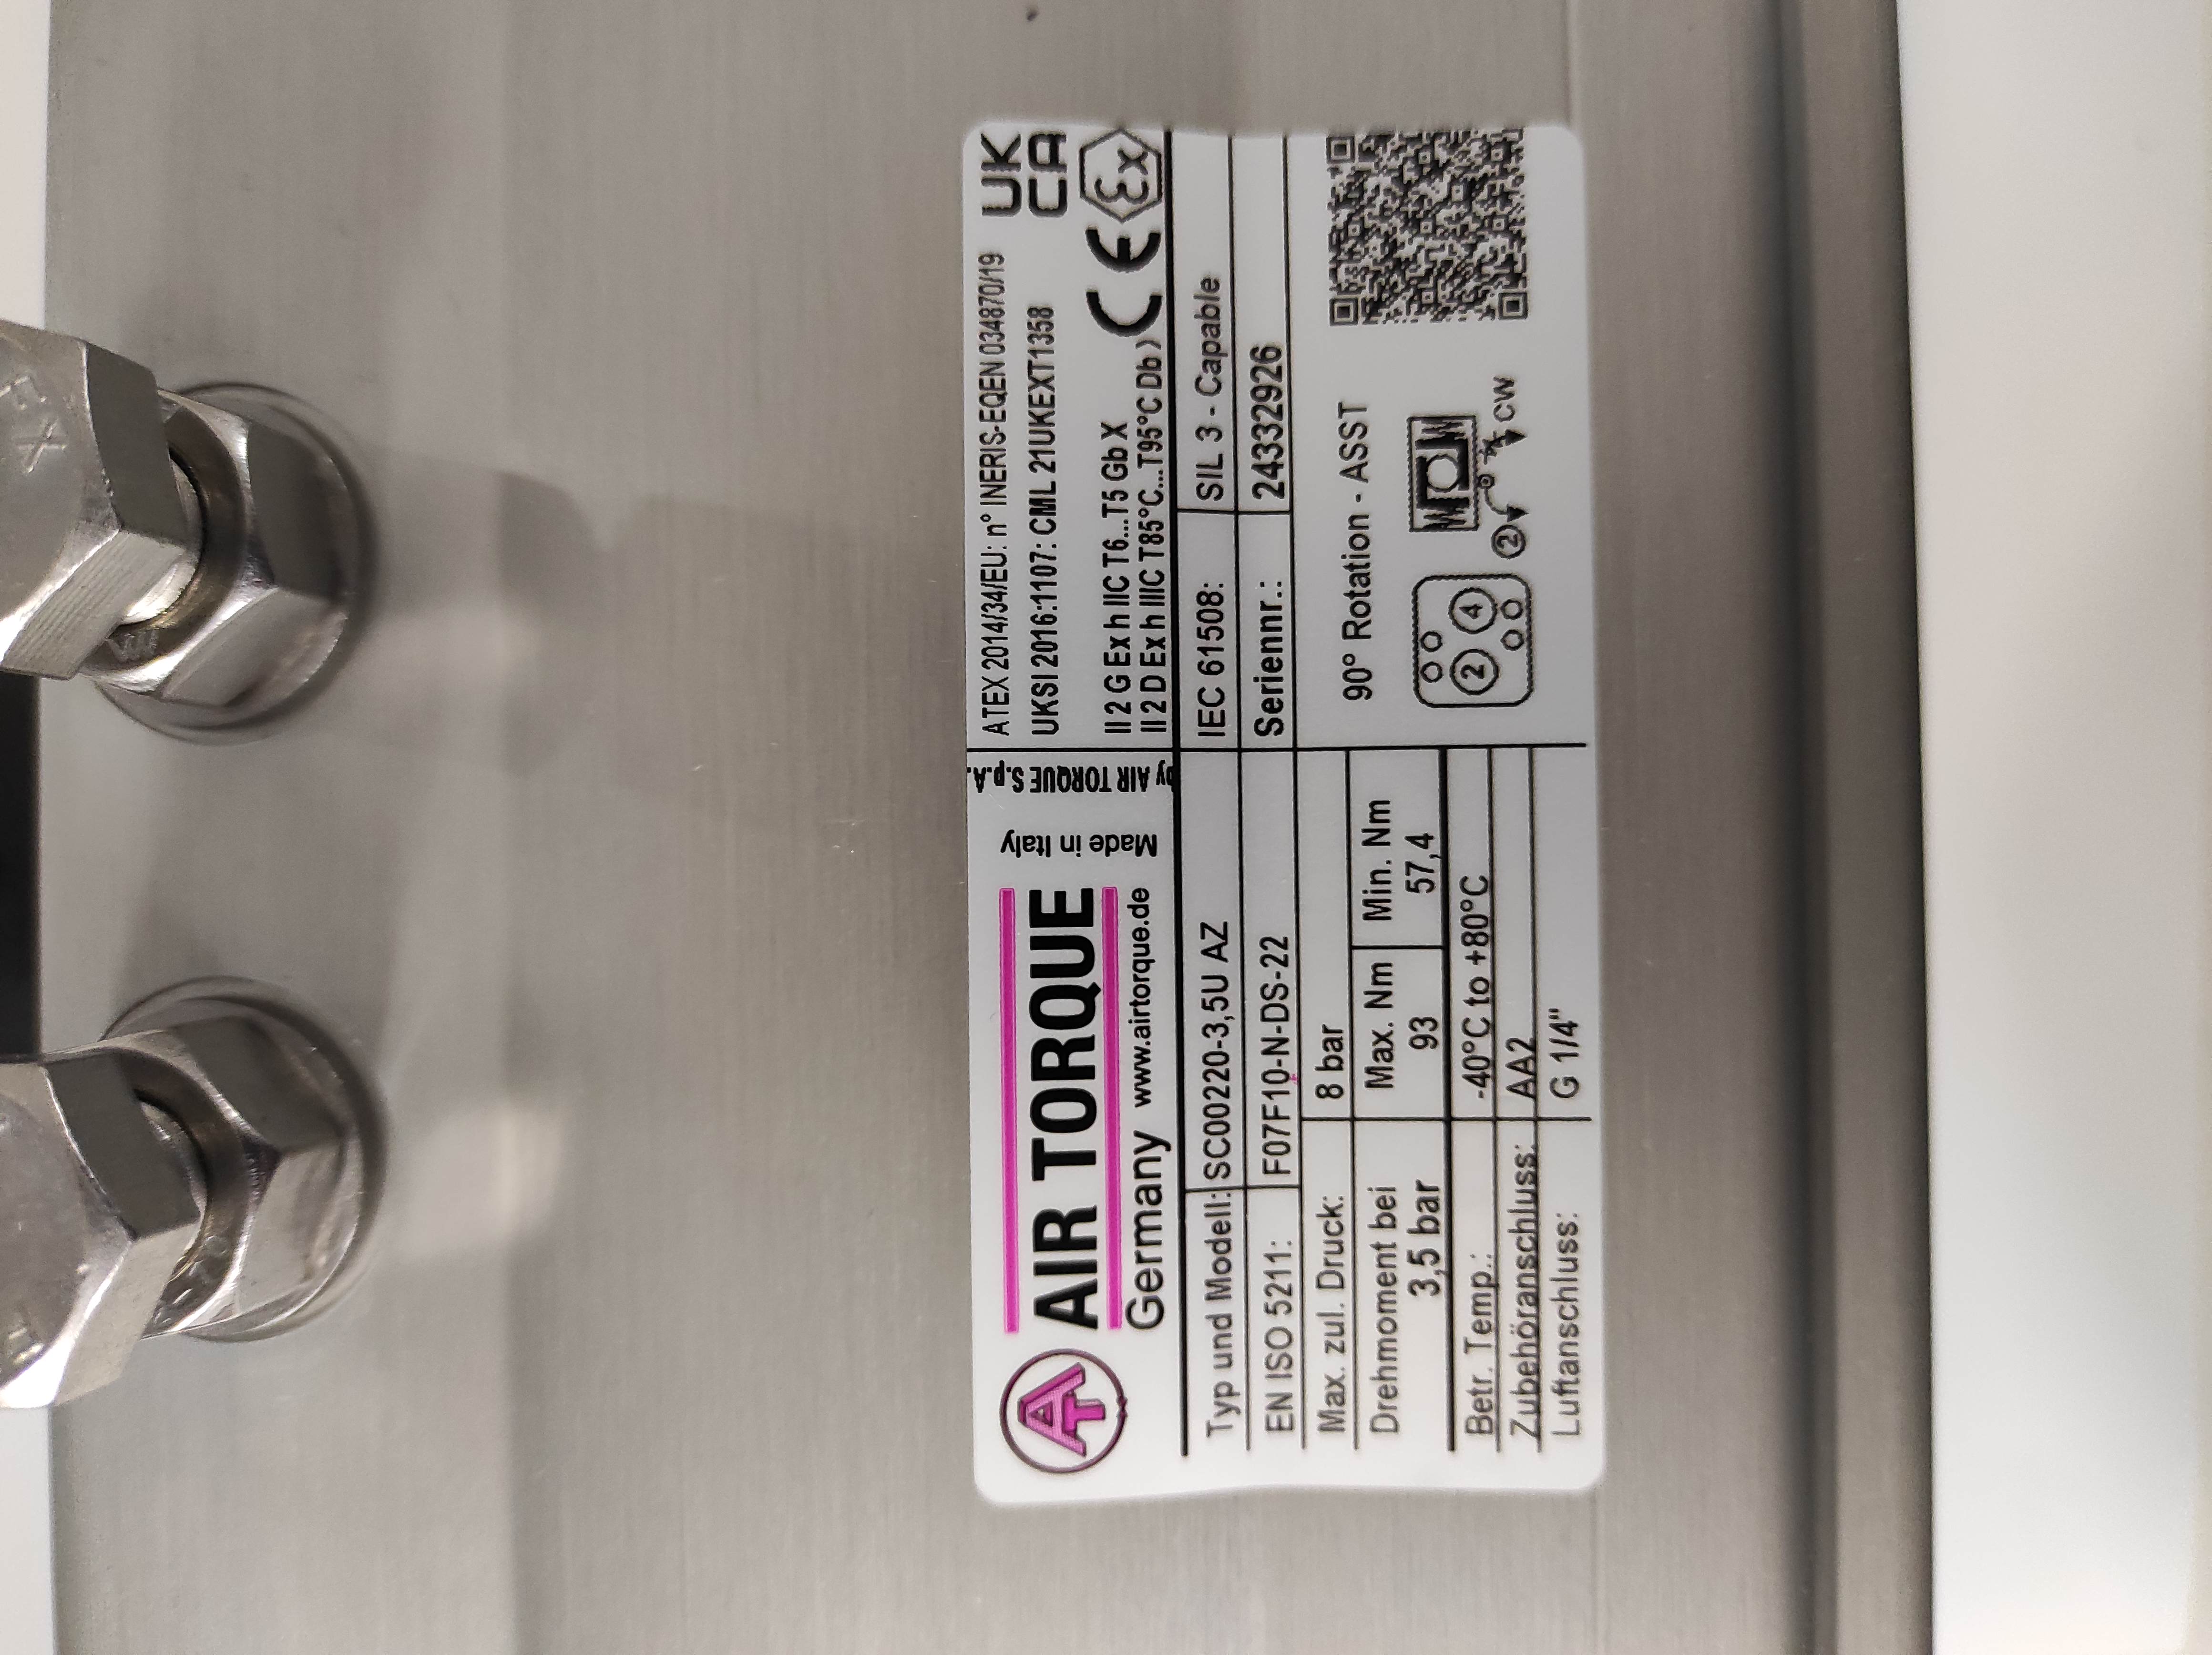 AIR TORQUE
Germany www.airtorque.de
Made in Italy
by AIR TORQUE S.p.A.
ATEX 2014/34/EU: n° INERIS-EQEN 034870/19
UKSI 2016:1107: CML 21UKEXT1358
II 2 G Ex h IIC T6...T5 Gb X
II 2 D Ex h IIIC T85°C...T95°C Db )
UK
CA
CE Ex
Typ und Modell: SC00220-3,5U AZ
IEC 61508: SIL 3 - Capable
EN ISO 5211: F07F10-N-DS-22
Seriennr.: 24332926
Max. zul. Druck: 8 bar
Drehmoment bei 3,5 bar
Max. Nm Min. Nm
93 57,4
Betr. Temp.: -40°C to +80°C
Zubehöranschluss: AA2
Luftanschluss: G 1/4"
90° Rotation - ASST
2 4
2 CW